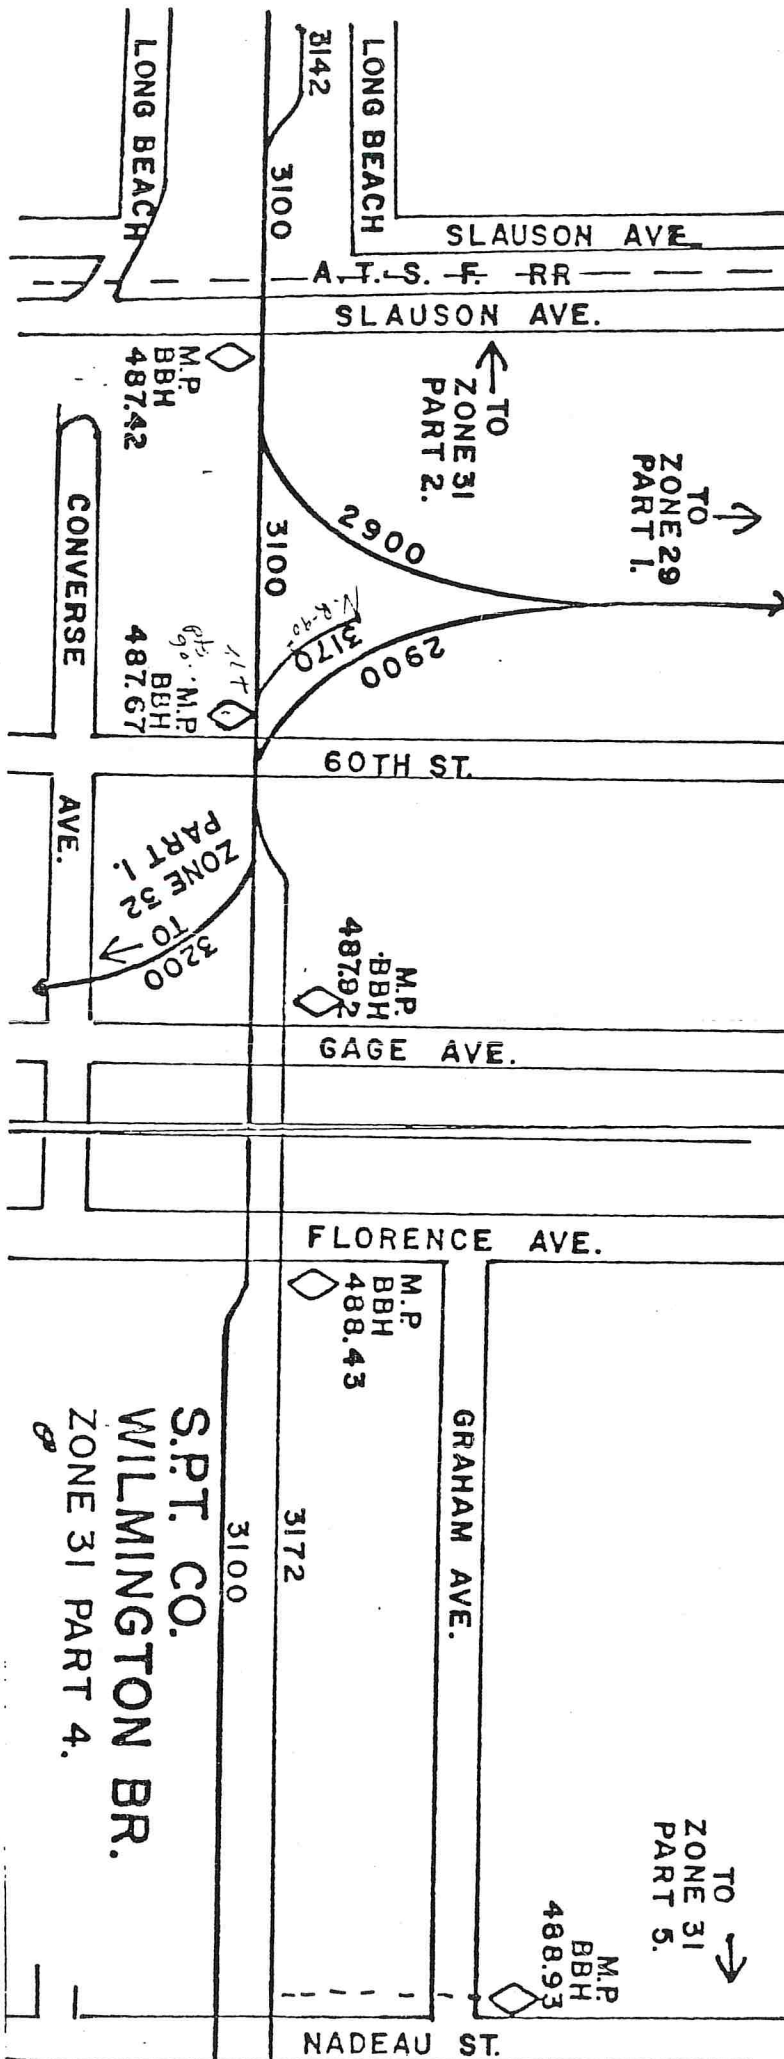 LONG BEACH
3142
LONG BEACH
3100
SLAUSON AVE.
A.T.S.F. RR
SLAUSON AVE.
M.P.
BBH
487.42
TO
ZONE 31
PART 2.
TO
ZONE 29
PART 1.
CONVERSE
AVE.
2900
3100
3170
2900
M.P.
BBH
487.67
60TH ST.
ZONE 32
PART 1.
TO
3200
M.P.
BBH
487.92
GAGE AVE.
FLORENCE AVE.
M.P.
BBH
488.43
GRAHAM AVE.
3172
3100
S.P.T. CO.
WILMINGTON BR.
ZONE 31 PART 4.
TO
ZONE 31
PART 5.
M.P.
BBH
488.93
NADEAU ST.